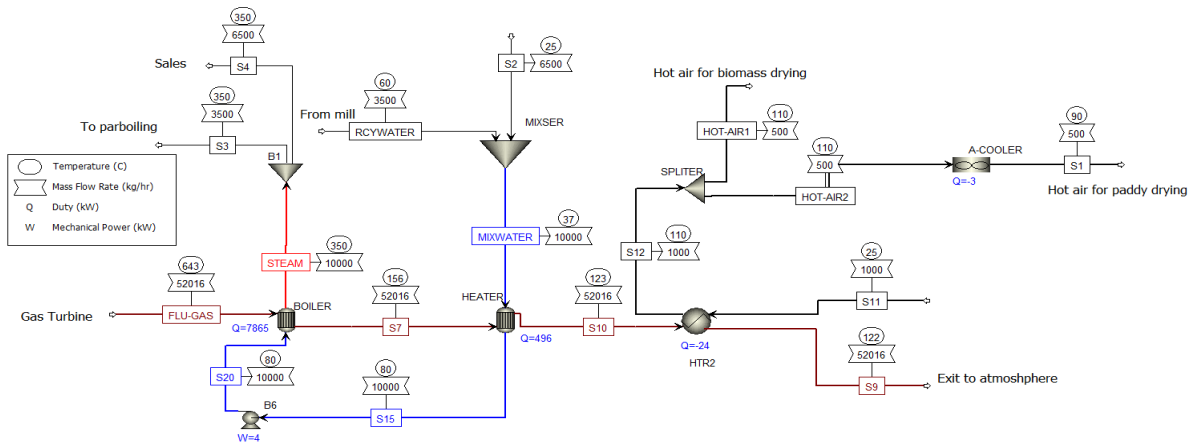 350
6500
S4
Sales
350
3500
S3
To parboiling
B1
Temperature (C)
Mass Flow Rate (kg/hr)
Q Duty (kW)
W Mechanical Power (kW)
350
10000
STEAM
643
52016
FLU-GAS
Gas Turbine
BOILER
Q=7865
156
52016
S7
80
10000
S20
B6
W=4
80
10000
S15
60
3500
RCYWATER
From mill
25
6500
S2
MIXSER
37
10000
MIXWATER
HEATER
Q=496
123
52016
S10
Hot air for biomass drying
110
500
HOT-AIR1
SPLITER
110
500
HOT-AIR2
A-COOLER
Q=-3
90
500
S1
Hot air for paddy drying
110
1000
S12
25
1000
S11
Q=-24
HTR2
122
52016
S9
Exit to atmoshphere